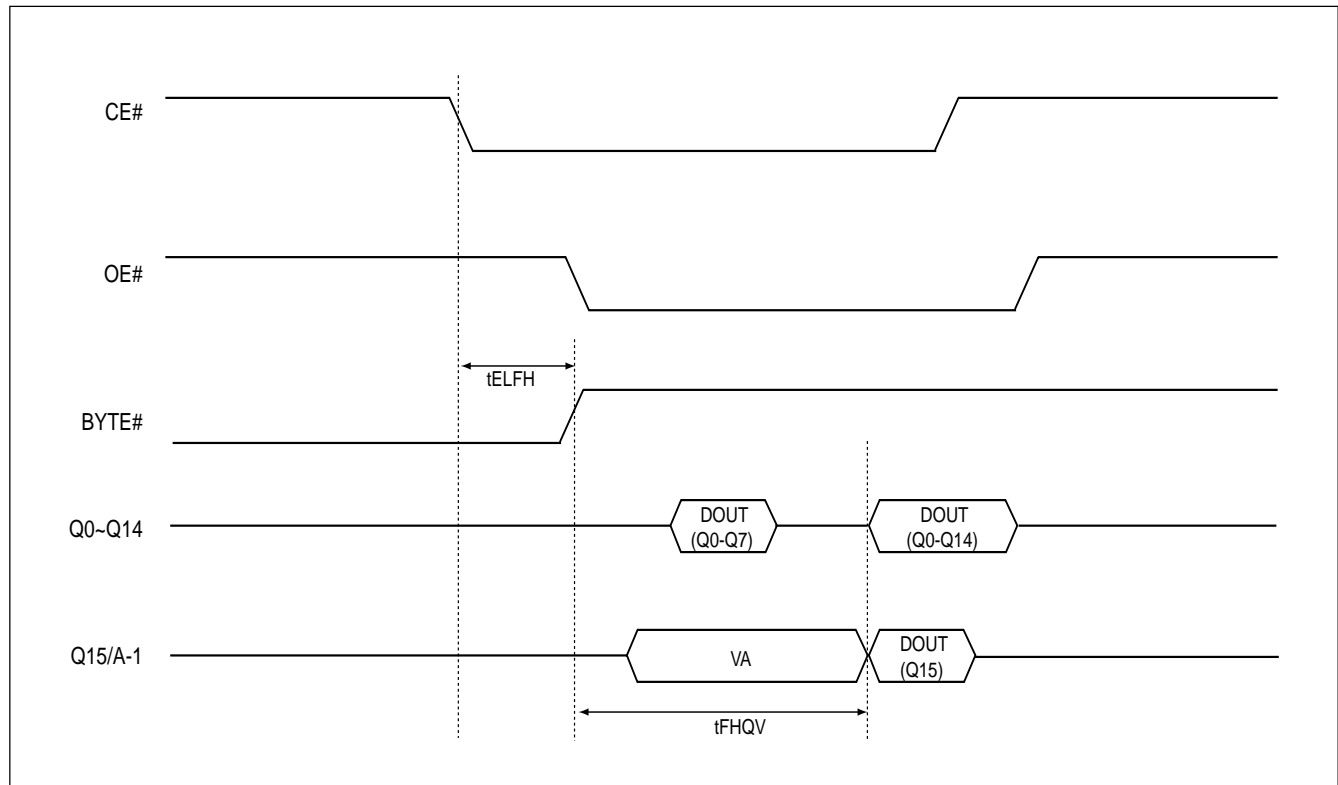 CE#
OE#
tELFH
BYTE#
Q0~Q14
DOUT
(Q0-Q7)
DOUT
(Q0-Q14)
Q15/A-1
VA
DOUT
(Q15)
tFHQV